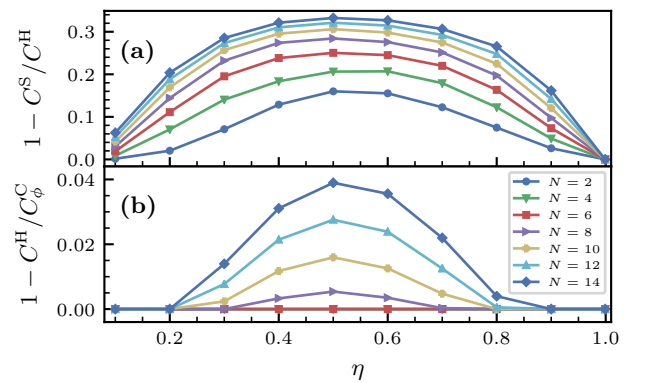 0.3
0.2
0.1
0.0
1 − C^S/C^H
(a)
0.04
0.02
0.00
1 − C^H/C_ϕ^C
(b)
N = 2
N = 4
N = 6
N = 8
N = 10
N = 12
N = 14
0.2 0.4 0.6 0.8 1.0
η